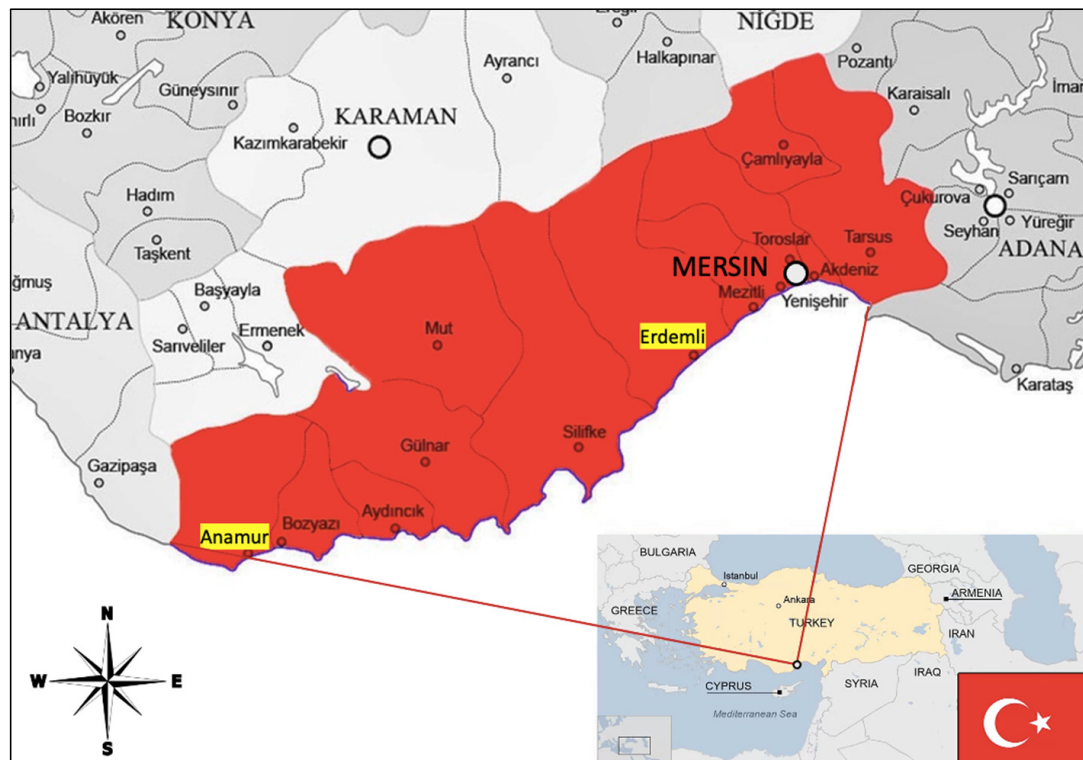 KONYA
Akören
Ereğli
Halkapınar
NİĞDE
Pozantı
Ayrancı
Yalıhüyük
Güneysınır
Karaisalı
Bozkır
KARAMAN
Kazımkarabekir
Çamlıyayla
Hadım
Taşkent
Çukurova
Sarıçam
Seyhan
Yüreğir
ADANA
Toroslar
Tarsus
MERSIN
Akdeniz
Mezitli
Yenişehir
Başyayla
ANTALYA
Sarıveliler
Ermenek
Mut
Erdemli
Karataş
Gazipaşa
Gülnar
Silifke
Anamur
Bozyazı
Aydıncık
N
W
E
S
BULGARIA
GEORGIA
Istanbul
ARMENIA
GREECE
Ankara
TURKEY
IRAN
CYPRUS
SYRIA
IRAQ
Mediterranean Sea